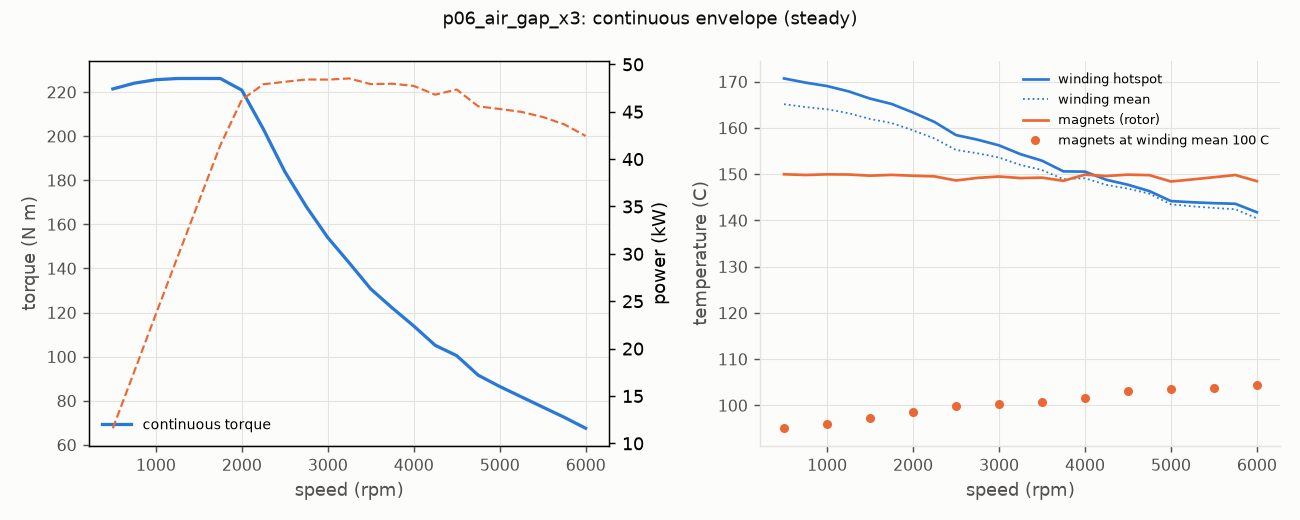 p06_air_gap_x3: continuous envelope (steady)
torque (N m)
220
200
180
160
140
120
100
80
60
continuous torque
1000 2000 3000 4000 5000 6000
speed (rpm)
50
45
40
35
30
25
20
15
10
power (kW)
temperature (C)
170
160
150
140
130
120
110
100
winding hotspot
winding mean
magnets (rotor)
magnets at winding mean 100 C
1000 2000 3000 4000 5000 6000
speed (rpm)